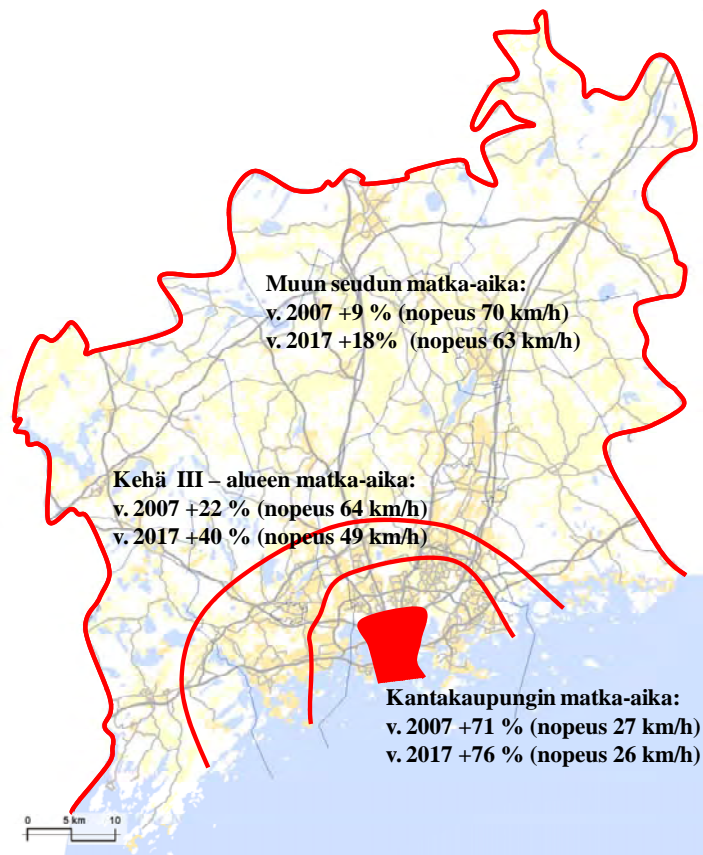 Muun seudun matka-aika:
v. 2007 +9 % (nopeus 70 km/h)
v. 2017 +18% (nopeus 63 km/h)
Kehä III – alueen matka-aika:
v. 2007 +22 % (nopeus 64 km/h)
v. 2017 +40 % (nopeus 49 km/h)
Kantakaupungin matka-aika:
v. 2007 +71 % (nopeus 27 km/h)
v. 2017 +76 % (nopeus 26 km/h)
0 5 km 10